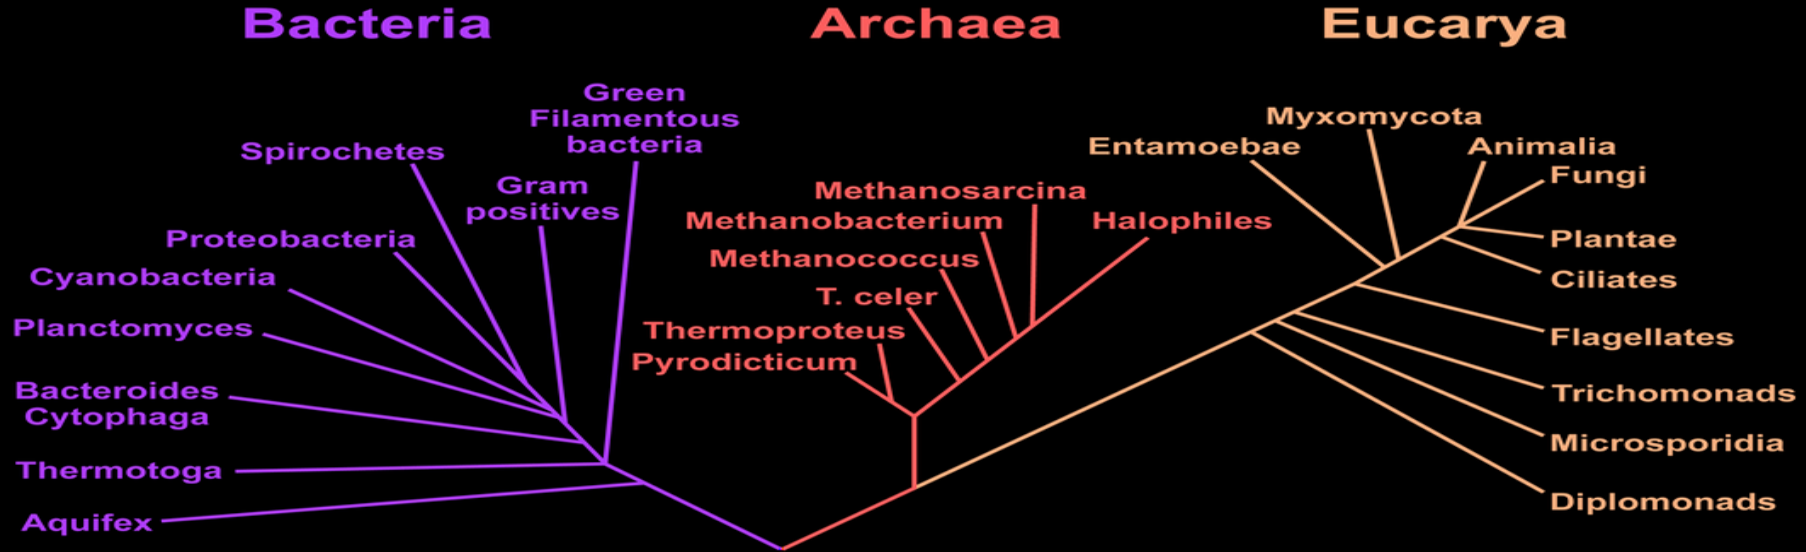 Bacteria
Archaea
Eucarya
Green
Filamentous
bacteria
Spirochetes
Gram
positives
Proteobacteria
Cyanobacteria
Planctomyces
Bacteroides
Cytophaga
Thermotoga
Aquifex
Methanosarcina
Methanobacterium
Halophiles
Methanococcus
T. celer
Thermoproteus
Pyrodicticum
Myxomycota
Entamoebae
Animalia
Fungi
Plantae
Ciliates
Flagellates
Trichomonads
Microsporidia
Diplomonads